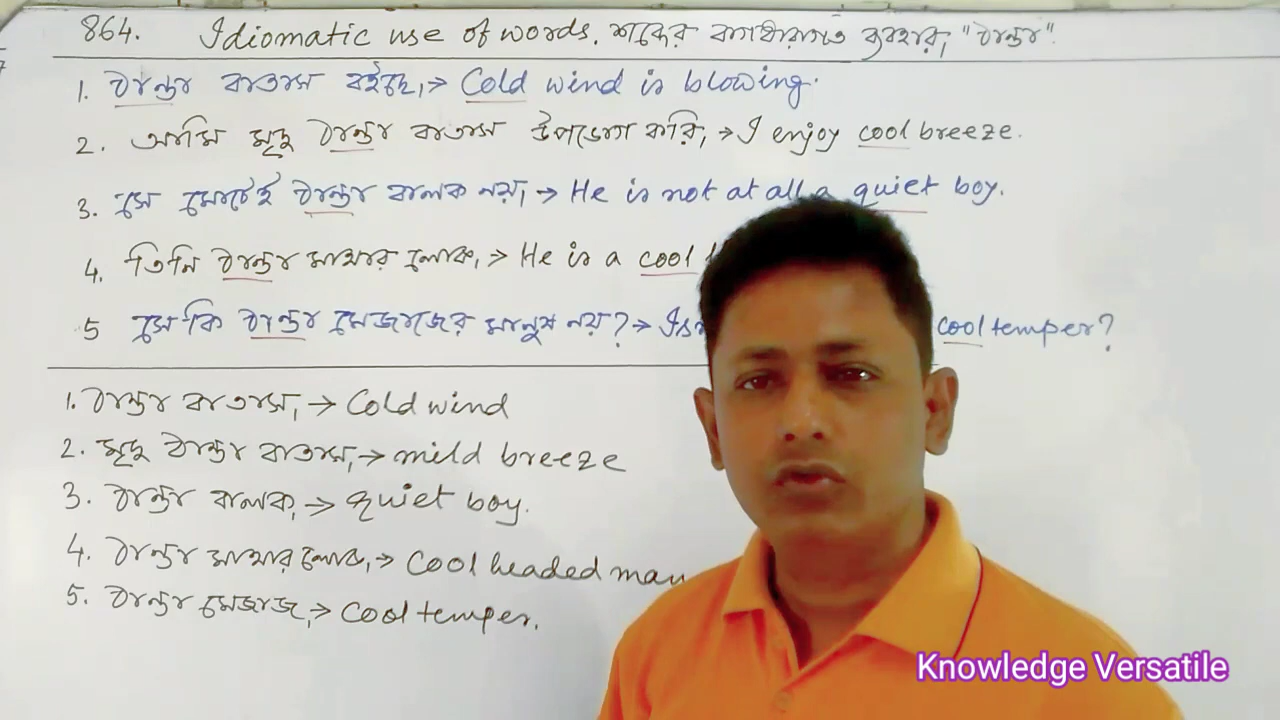 864. Idiomatic use of words. শব্দের বাগধারাগত ব্যবহার, "ঠান্ডা".
1. ঠান্ডা বাতাস বইছে, → Cold wind is blowing.
2. আমি মৃদু ঠান্ডা বাতাস উপভোগ করি, → I enjoy cool breeze.
3. সে মোটেই ঠান্ডা বালক নয়, → He is not at all a quiet boy.
4. তিনি ঠান্ডা মাথার লোক, → He is a cool
5 সে কি ঠান্ডা মেজাজের মানুষ নয়? → cool temper?
1. ঠান্ডা বাতাস, → Cold wind
2. মৃদু ঠান্ডা বাতাস, → mild breeze
3. ঠান্ডা বালক, → quiet boy.
4. ঠান্ডা মাথার লোক, → Cool headed man
5. ঠান্ডা মেজাজ, → Cool temper.
Knowledge Versatile